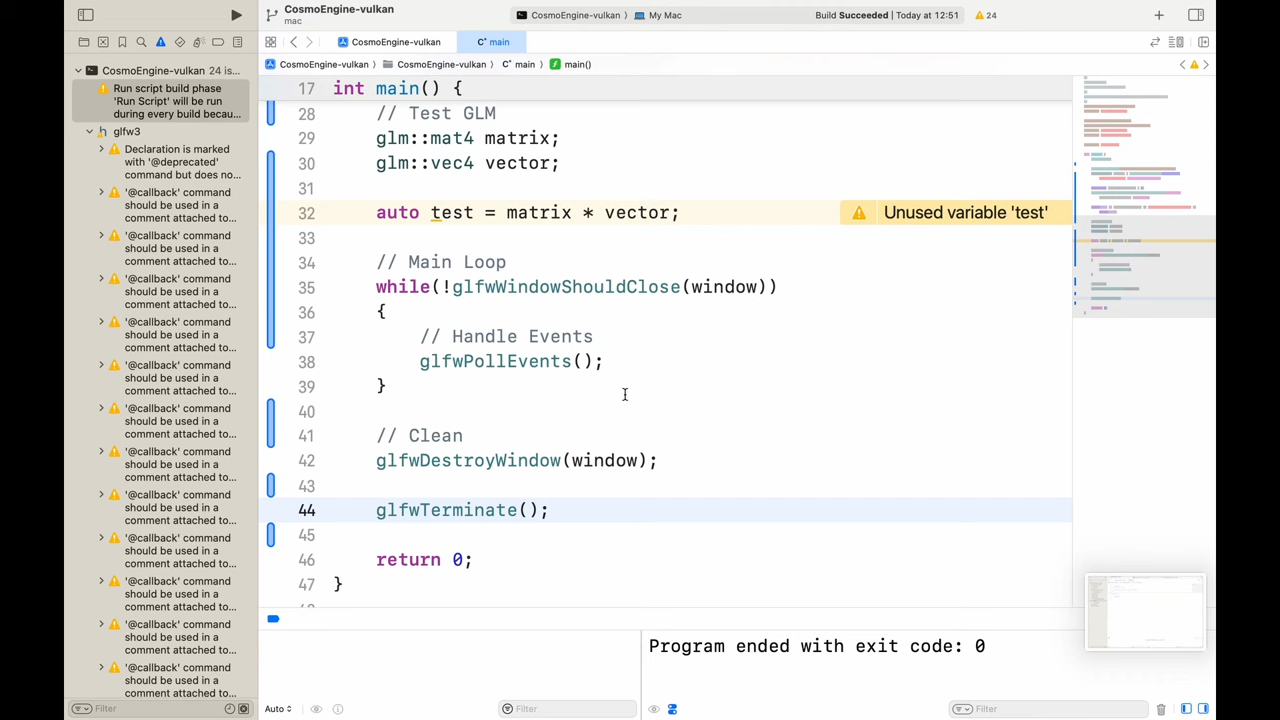 CosmoEngine-vulkan
mac
CosmoEngine-vulkan 〉 My Mac
Build Succeeded | Today at 12:51
24
CosmoEngine-vulkan
main
CosmoEngine-vulkan 〉 CosmoEngine-vulkan 〉 main 〉 main()
CosmoEngine-vulkan 24 is...
Run script build phase
'Run Script' will be run
during every build becau...
glfw3
Declaration is marked
with '@deprecated'
command but does no...
'@callback' command
should be used in a
comment attached to...
'@callback' command
should be used in a
comment attached to...
'@callback' command
should be used in a
comment attached to...
'@callback' command
should be used in a
comment attached to...
'@callback' command
should be used in a
comment attached to...
'@callback' command
should be used in a
comment attached to...
'@callback' command
should be used in a
comment attached to...
'@callback' command
should be used in a
comment attached to...
'@callback' command
should be used in a
comment attached to...
'@callback' command
should be used in a
comment attached to...
'@callback' command
should be used in a
comment attached to...
'@callback' command
should be used in a
comment attached to...
Filter
17 int main() {
28 // Test GLM
29 glm::mat4 matrix;
30 glm::vec4 vector;
31
32 auto test = matrix * vector; Unused variable 'test'
33
34 // Main Loop
35 while(!glfwWindowShouldClose(window))
36 {
37 // Handle Events
38 glfwPollEvents();
39 }
40
41 // Clean
42 glfwDestroyWindow(window);
43
44 glfwTerminate();
45
46 return 0;
47 }
Program ended with exit code: 0
Auto
Filter
Filter